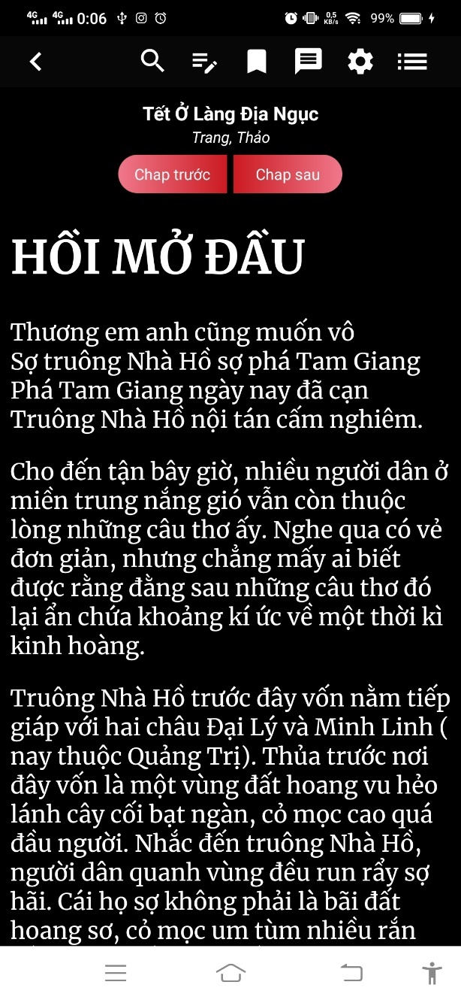 4G 4G 0:06 0,5 KB/s 99%
Tết Ở Làng Địa Ngục
Trang, Thảo
Chap trước Chap sau
HỒI MỞ ĐẦU
Thương em anh cũng muốn vô
Sợ truông Nhà Hồ sợ phá Tam Giang
Phá Tam Giang ngày nay đã cạn
Truông Nhà Hồ nội tán cấm nghiêm.
Cho đến tận bây giờ, nhiều người dân ở
miền trung nắng gió vẫn còn thuộc
lòng những câu thơ ấy. Nghe qua có vẻ
đơn giản, nhưng chẳng mấy ai biết
được rằng đằng sau những câu thơ đó
lại ẩn chứa khoảng kí ức về một thời kì
kinh hoàng.
Truông Nhà Hồ trước đây vốn nằm tiếp
giáp với hai châu Đại Lý và Minh Linh (
nay thuộc Quảng Trị). Thủa trước nơi
đây vốn là một vùng đất hoang vu hẻo
lánh cây cối bạt ngàn, cỏ mọc cao quá
đầu người. Nhắc đến truông Nhà Hồ,
người dân quanh vùng đều run rẩy sợ
hãi. Cái họ sợ không phải là bãi đất
hoang sơ, cỏ mọc um tùm nhiều rắn